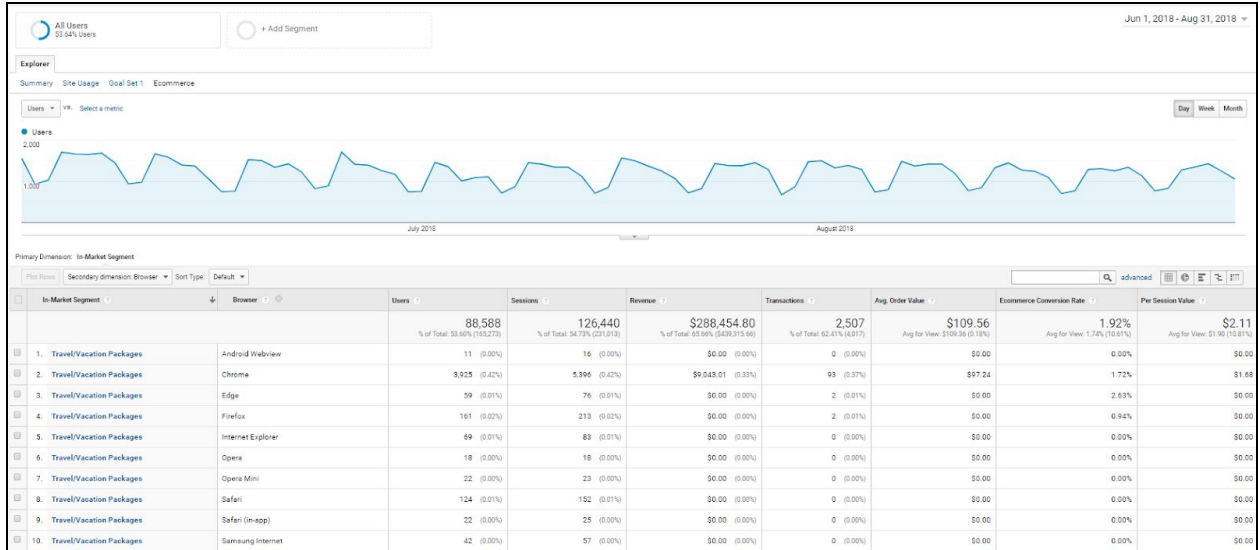 All Users
53.64% Users
+ Add Segment
Jun 1, 2018 - Aug 31, 2018
Explorer
Summary Site Usage Goal Set 1 Ecommerce
Users VS. Select a metric
Day Week Month
Users
2,000
1,000
July 2018 August 2018
Primary Dimension: In-Market Segment
Plot Rows Secondary dimension: Browser Sort Type: Default advanced
In-Market Segment ? Browser ? Users ? Sessions ? Revenue ? Transactions ? Avg. Order Value ? Ecommerce Conversion Rate ? Per Session Value ?
88,588 126,440 $288,454.80 2,507 $109.56 1.92% $2.11
% of Total: 53.60% (165,273) % of Total: 54.73% (231,013) % of Total: 65.66% ($439,315.66) % of Total: 62.41% (4,017) Avg for View: $109.36 (0.18%) Avg for View: 1.74% (10.61%) Avg for View: $1.90 (10.81%)
1. Travel/Vacation Packages Android Webview 11 (0.00%) 16 (0.00%) $0.00 (0.00%) 0 (0.00%) $0.00 0.00% $0.00
2. Travel/Vacation Packages Chrome 3,925 (0.42%) 5,396 (0.42%) $9,043.01 (0.33%) 93 (0.37%) $97.24 1.72% $1.68
3. Travel/Vacation Packages Edge 59 (0.01%) 76 (0.01%) $0.00 (0.00%) 2 (0.01%) $0.00 2.63% $0.00
4. Travel/Vacation Packages Firefox 161 (0.02%) 213 (0.02%) $0.00 (0.00%) 2 (0.01%) $0.00 0.94% $0.00
5. Travel/Vacation Packages Internet Explorer 69 (0.01%) 83 (0.01%) $0.00 (0.00%) 0 (0.00%) $0.00 0.00% $0.00
6. Travel/Vacation Packages Opera 18 (0.00%) 18 (0.00%) $0.00 (0.00%) 0 (0.00%) $0.00 0.00% $0.00
7. Travel/Vacation Packages Opera Mini 22 (0.00%) 23 (0.00%) $0.00 (0.00%) 0 (0.00%) $0.00 0.00% $0.00
8. Travel/Vacation Packages Safari 124 (0.01%) 152 (0.01%) $0.00 (0.00%) 0 (0.00%) $0.00 0.00% $0.00
9. Travel/Vacation Packages Safari (in-app) 22 (0.00%) 25 (0.00%) $0.00 (0.00%) 0 (0.00%) $0.00 0.00% $0.00
10. Travel/Vacation Packages Samsung Internet 42 (0.00%) 57 (0.00%) $0.00 (0.00%) 0 (0.00%) $0.00 0.00% $0.00